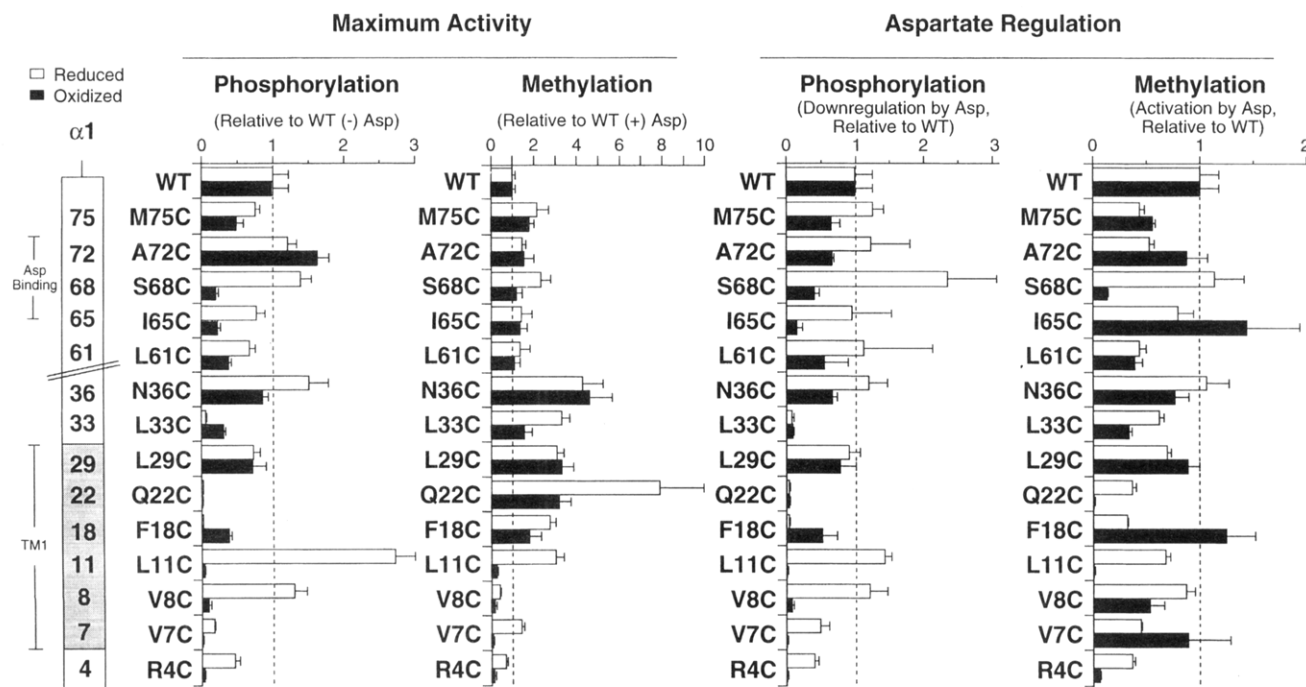 Maximum Activity
Aspartate Regulation
Reduced
Oxidized
α1
Phosphorylation
(Relative to WT (-) Asp)
Methylation
(Relative to WT (+) Asp)
Phosphorylation
(Downregulation by Asp,
Relative to WT)
Methylation
(Activation by Asp,
Relative to WT)
0 1 2 3
0 2 4 6 8 10
0 1 2 3
0 1 2
WT WT WT WT
75 M75C M75C M75C M75C
72 A72C A72C A72C A72C
Asp
Binding
68 S68C S68C S68C S68C
65 I65C I65C I65C I65C
61 L61C L61C L61C L61C
36 N36C N36C N36C N36C
33 L33C L33C L33C L33C
29 L29C L29C L29C L29C
22 Q22C Q22C Q22C Q22C
18 F18C F18C F18C F18C
TM1
11 L11C L11C L11C L11C
8 V8C V8C V8C V8C
7 V7C V7C V7C V7C
4 R4C R4C R4C R4C